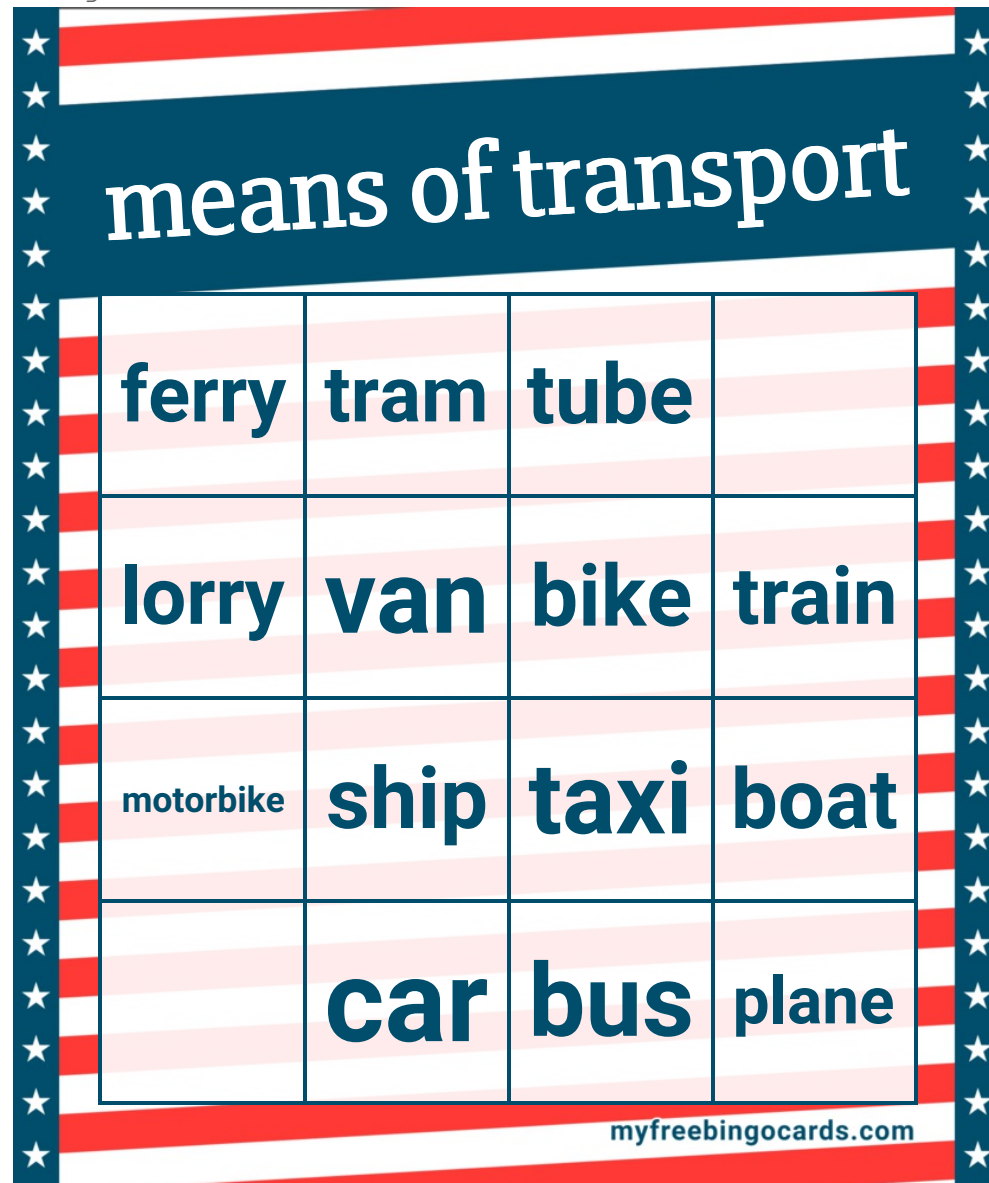 means of transport
ferry tram tube
lorry van bike train
motorbike ship taxi boat
car bus plane
myfreebingocards.com